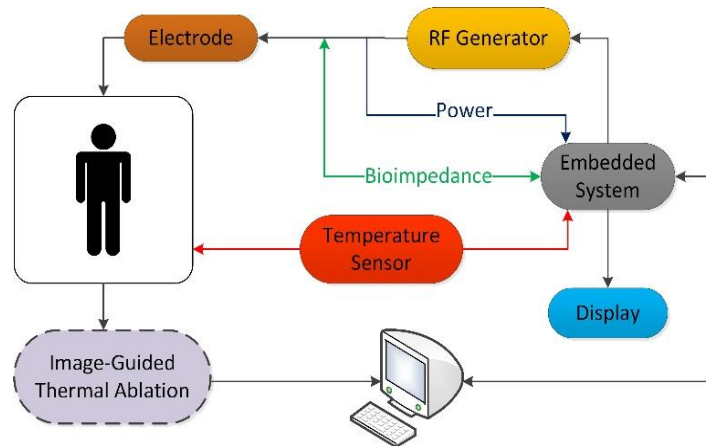 Electrode
RF Generator
Power
Bioimpedance
Embedded
System
Temperature
Sensor
Display
Image-Guided
Thermal Ablation